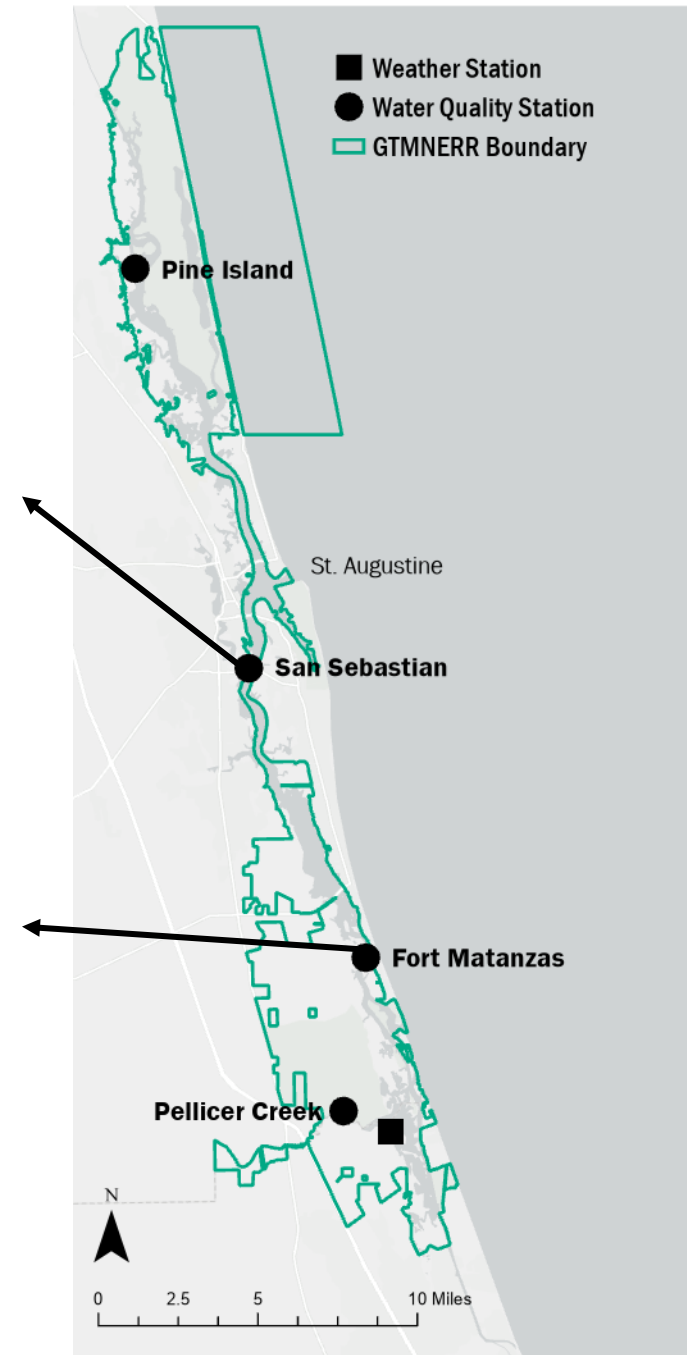 Weather Station
Water Quality Station
GTMNERR Boundary
Pine Island
St. Augustine
San Sebastian
Fort Matanzas
Pellicer Creek
N
0 2.5 5 10 Miles